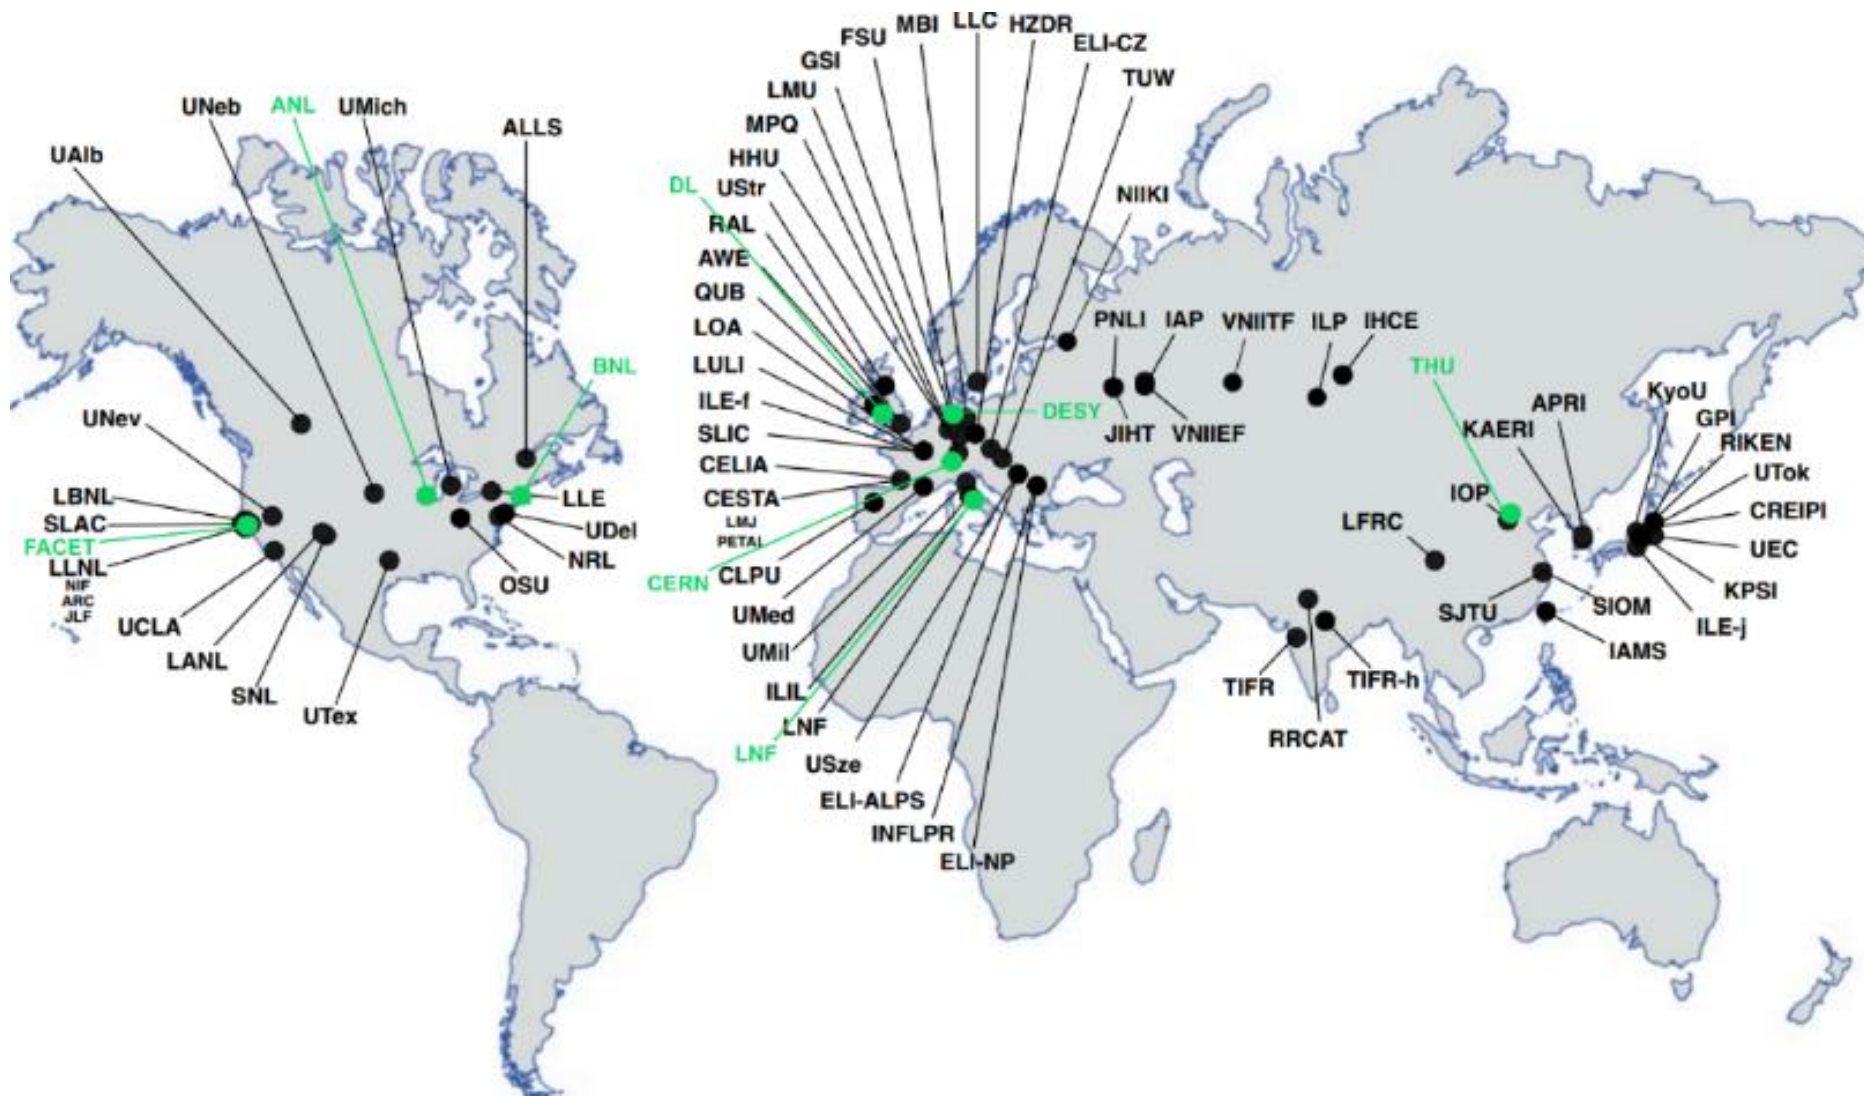 UAlb
UNeb
ANL
UMich
ALLS
BNL
UNev
LBNL
SLAC
FACET
LLNL
NIF
ARC
JLF
UCLA
LANL
SNL
UTex
OSU
NRL
UDel
LLE
LLC
MBI
HZDR
FSU
ELI-CZ
GSI
TUW
LMU
MPQ
HHU
DL
UStr
NIIKI
RAL
AWE
QUB
LOA
LULI
ILE-f
SLIC
CELIA
CESTA
LMJ
PETAL
CERN
CLPU
UMed
UMil
ILIL
LNF
LNF
USze
ELI-ALPS
INFLPR
ELI-NP
DESY
PNLI
IAP
VNIITF
ILP
IHCE
JIHT
VNIIEF
THU
IOP
KAERI
APRI
KyoU
GPI
RIKEN
UTok
CREIPI
UEC
KPSI
ILE-j
LFRC
SJTU
SIOM
IAMS
TIFR
TIFR-h
RRCAT